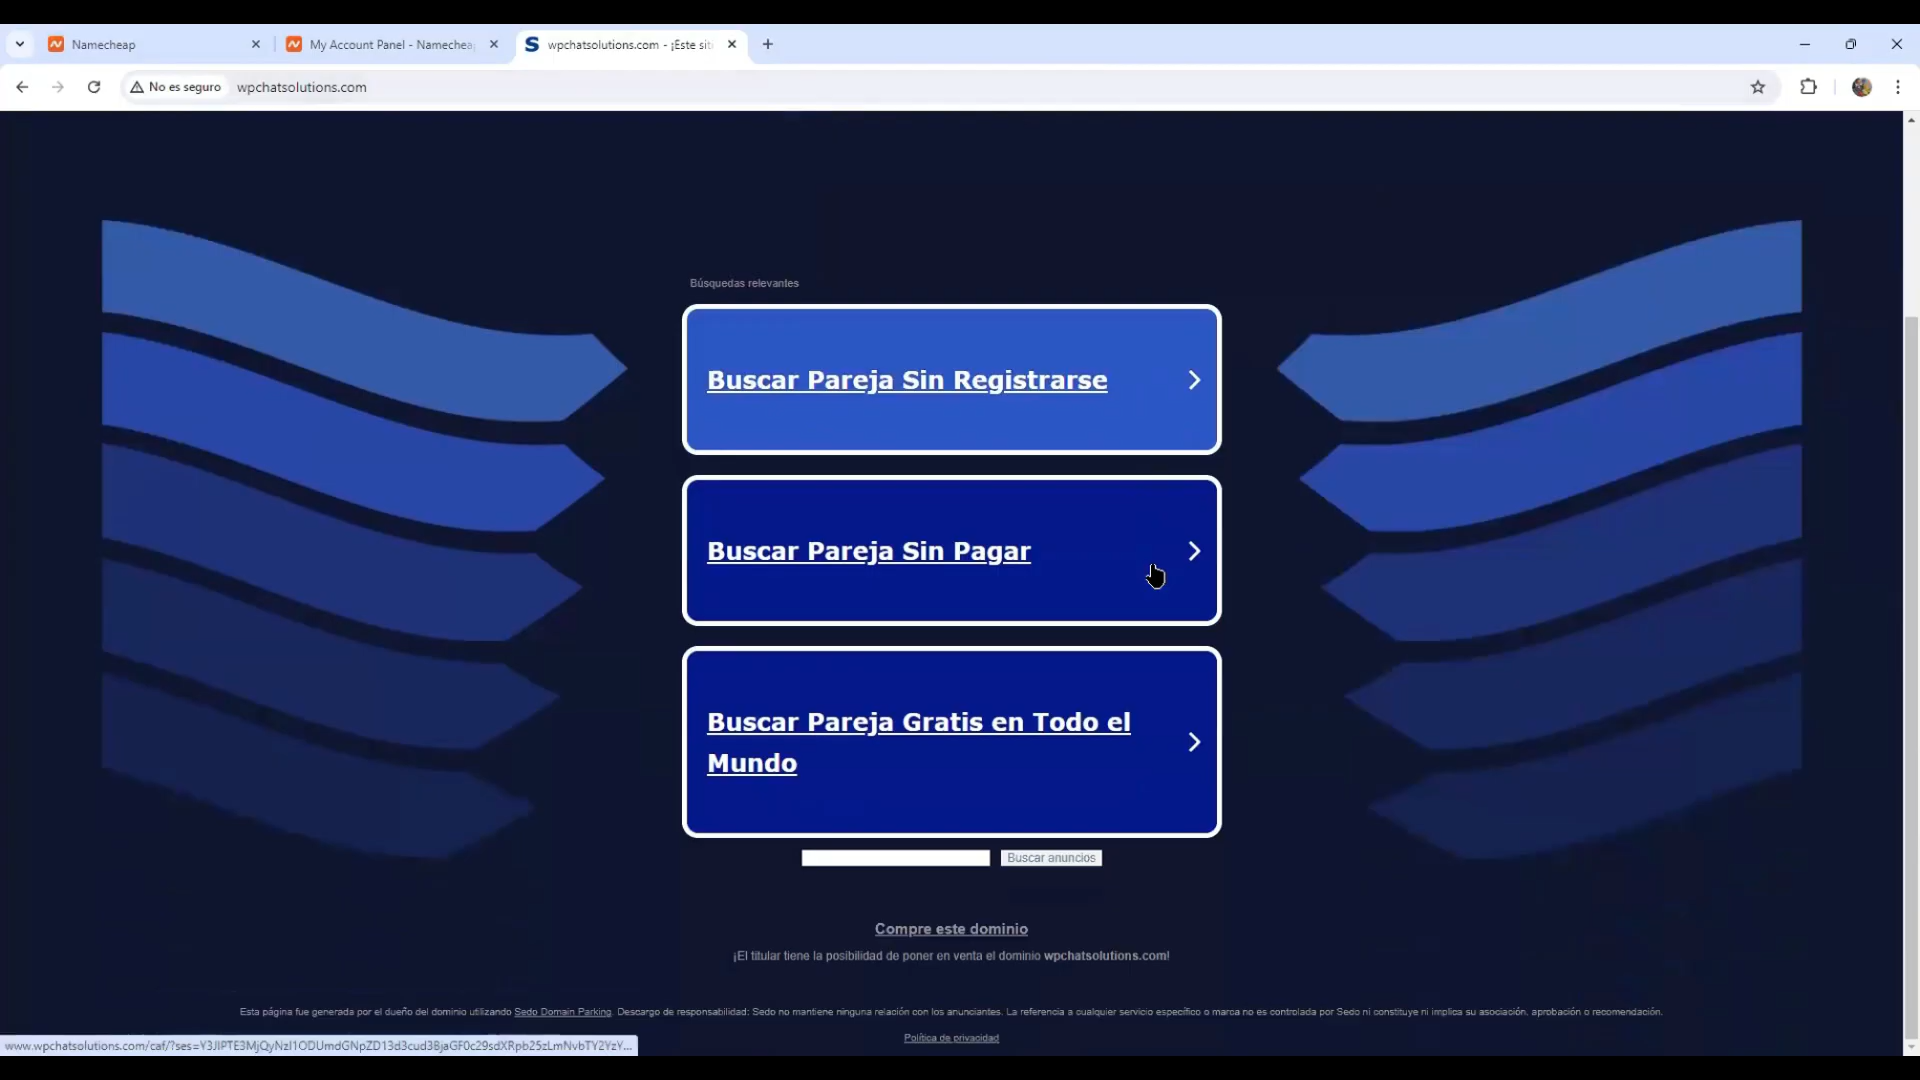 Namecheap
My Account Panel - Namechea
wpchatsolutions.com - ¡Este sit
No es seguro
wpchatsolutions.com
Búsquedas relevantes
Buscar Pareja Sin Registrarse
Buscar Pareja Sin Pagar
Buscar Pareja Gratis en Todo el
Mundo
Buscar anuncios
Compre este dominio
¡El titular tiene la posibilidad de poner en venta el dominio wpchatsolutions.com!
Esta página fue generada por el dueño del dominio utilizando Sedo Domain Parking. Descargo de responsabilidad: Sedo no mantiene ninguna relación con los anunciantes. La referencia a cualquier servicio específico o marca no es controlada por Sedo ni constituye ni implica su asociación, aprobación o recomendación.
Política de privacidad